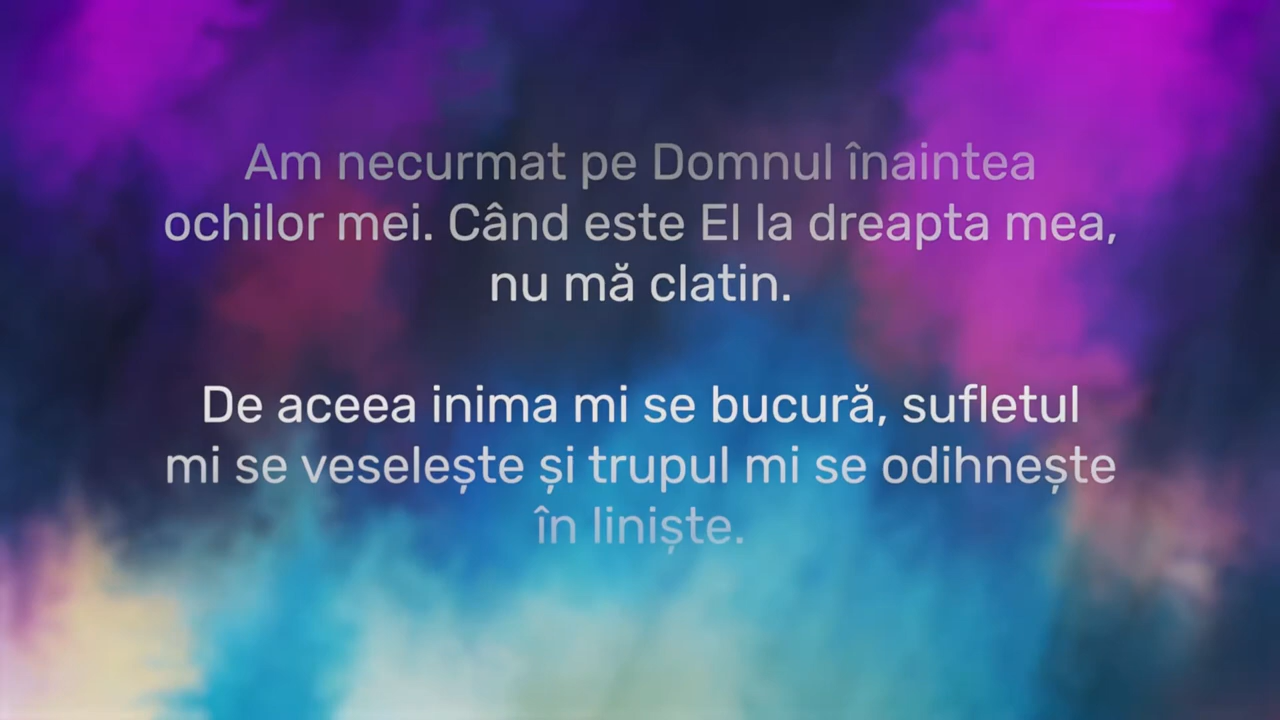 Am necurmat pe Domnul înaintea
ochilor mei. Când este El la dreapta mea,
nu mă clatin.
De aceea inima mi se bucură, sufletul
mi se veselește și trupul mi se odihnește
în liniște.